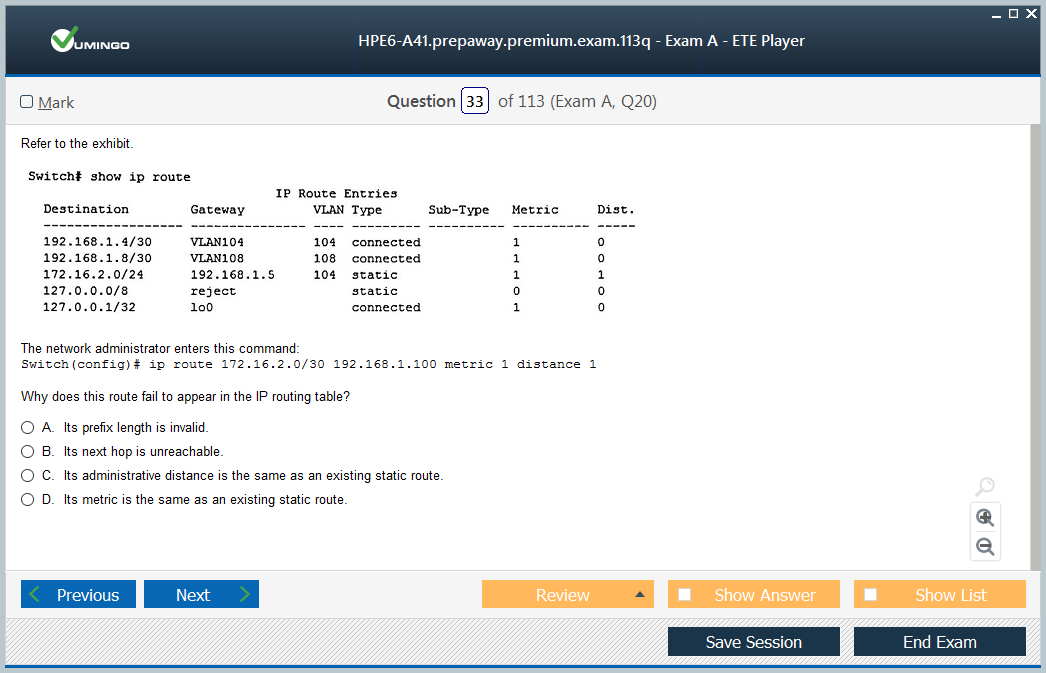 VUMINGO
HPE6-A41.prepaway.premium.exam.113q - Exam A - ETE Player
Mark
Question 33 of 113 (Exam A, Q20)
Refer to the exhibit.
Switch# show ip route
IP Route Entries
Destination Gateway VLAN Type Sub-Type Metric Dist.
------------------ --------------- ---- --------- ---------- ---------- -----
192.168.1.4/30 VLAN104 104 connected 1 0
192.168.1.8/30 VLAN108 108 connected 1 0
172.16.2.0/24 192.168.1.5 104 static 1 1
127.0.0.0/8 reject static 0 0
127.0.0.1/32 lo0 connected 1 0
The network administrator enters this command:
Switch(config)# ip route 172.16.2.0/30 192.168.1.100 metric 1 distance 1
Why does this route fail to appear in the IP routing table?
A. Its prefix length is invalid.
B. Its next hop is unreachable.
C. Its administrative distance is the same as an existing static route.
D. Its metric is the same as an existing static route.
Previous Next Review Show Answer Show List
Save Session End Exam